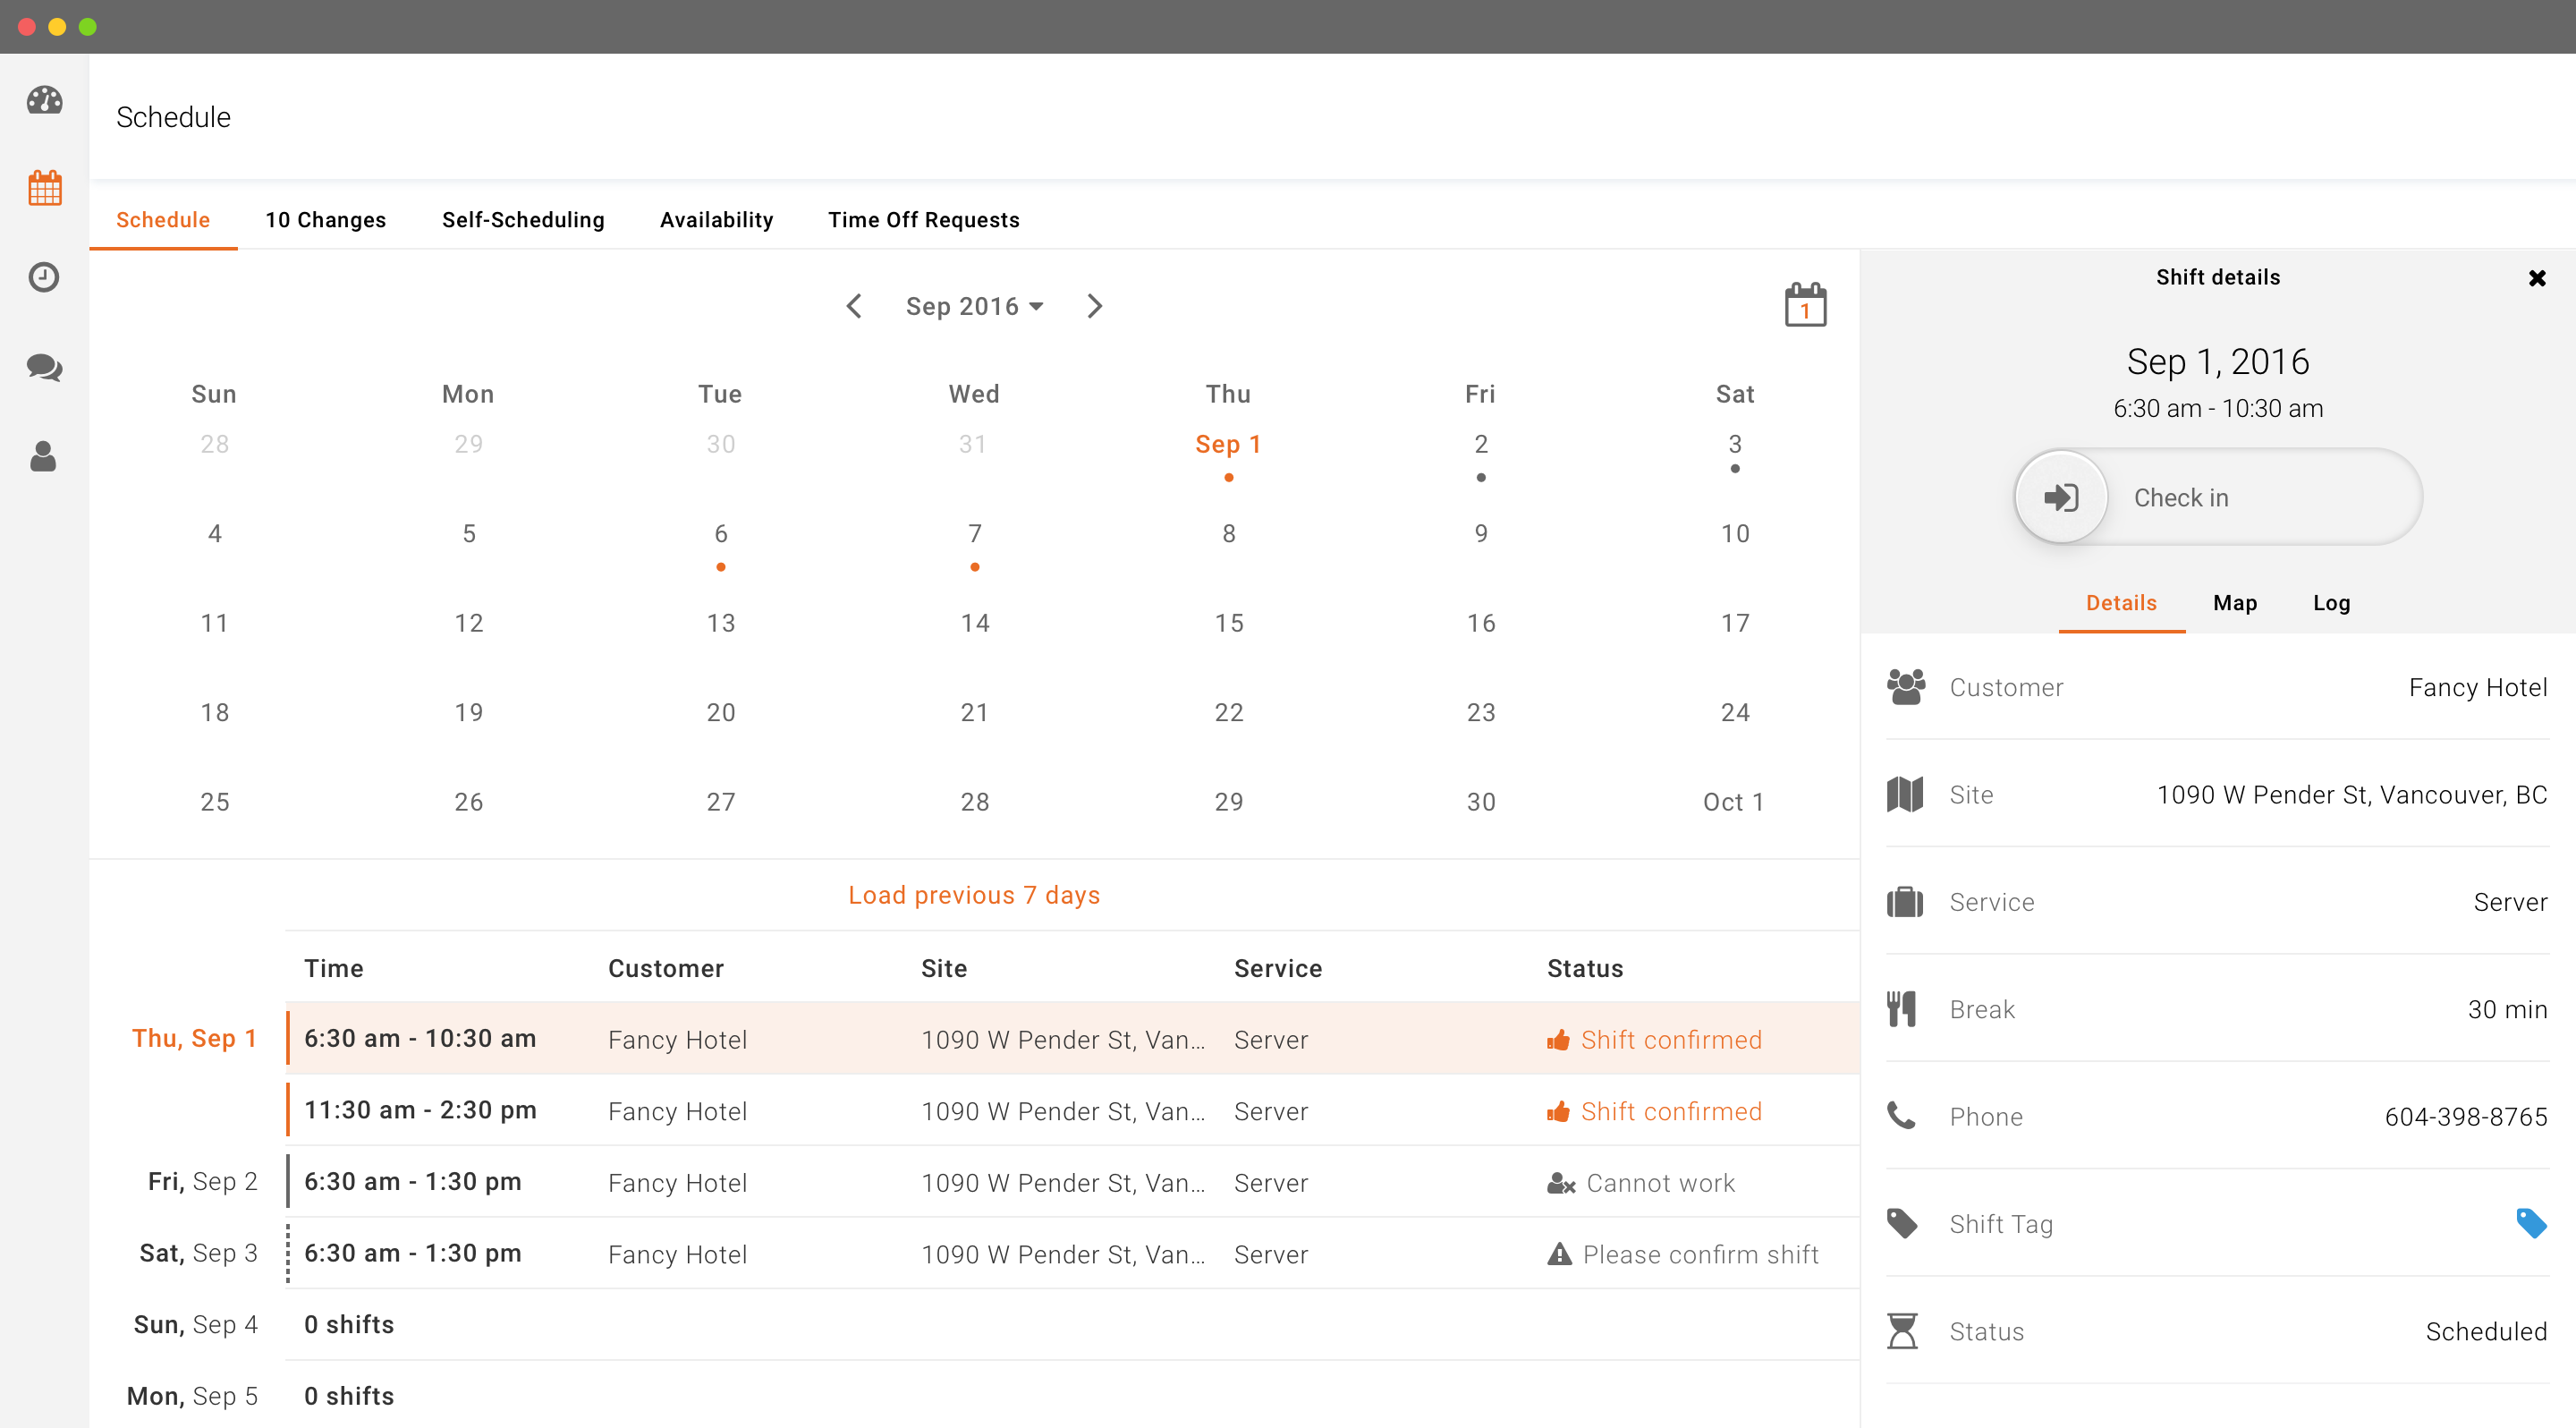 Schedule
Schedule 10 Changes Self-Scheduling Availability Time Off Requests
Sep 2016
1
Sun Mon Tue Wed Thu Fri Sat
28 29 30 31 Sep 1 2 3
4 5 6 7 8 9 10
11 12 13 14 15 16 17
18 19 20 21 22 23 24
25 26 27 28 29 30 Oct 1
Load previous 7 days
Time Customer Site Service Status
Thu, Sep 1 6:30 am - 10:30 am Fancy Hotel 1090 W Pender St, Van... Server Shift confirmed
11:30 am - 2:30 pm Fancy Hotel 1090 W Pender St, Van... Server Shift confirmed
Fri, Sep 2 6:30 am - 1:30 pm Fancy Hotel 1090 W Pender St, Van... Server Cannot work
Sat, Sep 3 6:30 am - 1:30 pm Fancy Hotel 1090 W Pender St, Van... Server Please confirm shift
Sun, Sep 4 0 shifts
Mon, Sep 5 0 shifts
Shift details
Sep 1, 2016
6:30 am - 10:30 am
Check in
Details Map Log
Customer Fancy Hotel
Site 1090 W Pender St, Vancouver, BC
Service Server
Break 30 min
Phone 604-398-8765
Shift Tag
Status Scheduled